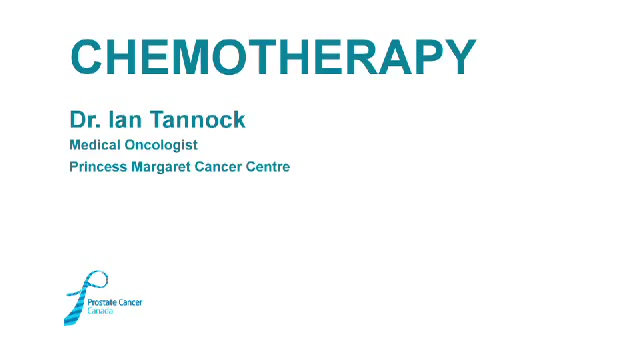 CHEMOTHERAPY
Dr. Ian Tannock
Medical Oncologist
Princess Margaret Cancer Centre
Prostate Cancer
Canada